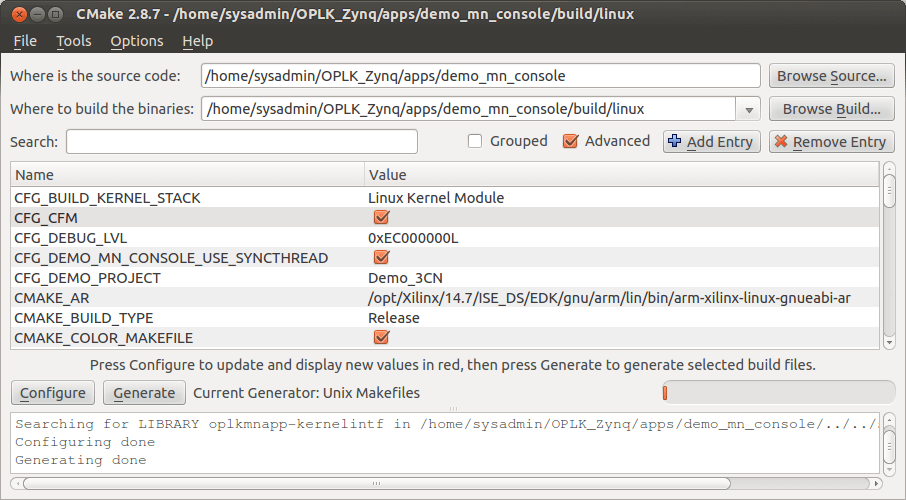 CMake 2.8.7 - /home/sysadmin/OPLK_Zynq/apps/demo_mn_console/build/linux
File Tools Options Help
Where is the source code: /home/sysadmin/OPLK_Zynq/apps/demo_mn_console Browse Source...
Where to build the binaries: /home/sysadmin/OPLK_Zynq/apps/demo_mn_console/build/linux Browse Build...
Search: Grouped Advanced Add Entry Remove Entry
Name Value
CFG_BUILD_KERNEL_STACK Linux Kernel Module
CFG_CFM
CFG_DEBUG_LVL 0xEC000000L
CFG_DEMO_MN_CONSOLE_USE_SYNCTHREAD
CFG_DEMO_PROJECT Demo_3CN
CMAKE_AR /opt/Xilinx/14.7/ISE_DS/EDK/gnu/arm/lin/bin/arm-xilinx-linux-gnueabi-ar
CMAKE_BUILD_TYPE Release
CMAKE_COLOR_MAKEFILE
Press Configure to update and display new values in red, then press Generate to generate selected build files.
Configure Generate Current Generator: Unix Makefiles
Searching for LIBRARY oplkmnapp-kernelintf in /home/sysadmin/OPLK_Zynq/apps/demo_mn_console/../../
Configuring done
Generating done